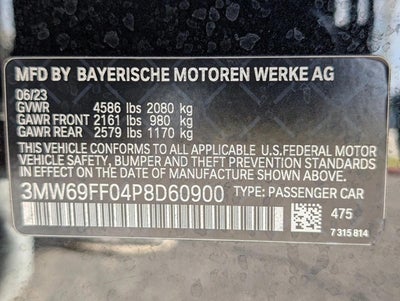 MFD BY BAYERISCHE MOTOREN WERKE AG
06/23
GVWR 4586 lbs 2080 kg
GAWR FRONT 2161 lbs 980 kg
GAWR REAR 2579 lbs 1170 kg
THIS VEHICLE CONFORMS TO ALL APPLICABLE U.S.FEDERAL MOTOR
VEHICLE SAFETY, BUMPER, AND THEFT PREVENTION STANDARDS
IN EFFECT ON THE DATE OF MANUFACTURE SHOWN ABOVE.
3MW69FF04P8D60900 TYPE: PASSENGER CAR
475
7 315 814